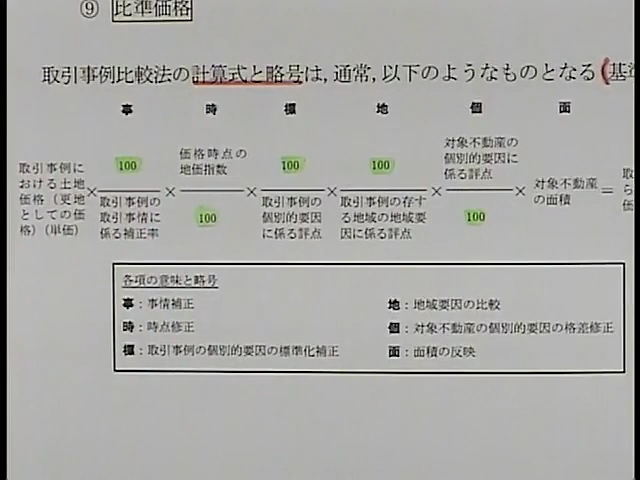 ⑨ 比準価格
取引事例比較法の計算式と略号は，通常，以下のようなものとなる（基
事 時 標 地 個 面
取引事例に
おける土地
価格（更地
としての価
格）（単価）
×
100
取引事例の
取引事情に
係る補正率
×
価格時点の
地価指数
100
×
100
取引事例の
個別的要因
に係る評点
×
100
取引事例の存す
る地域の地域要
因に係る評点
×
対象不動産の
個別的要因に
係る評点
100
×
対象不動産
の面積
＝
取
ら
価
各項の意味と略号
事：事情補正
時：時点修正
標：取引事例の個別的要因の標準化補正
地：地域要因の比較
個：対象不動産の個別的要因の格差修正
面：面積の反映